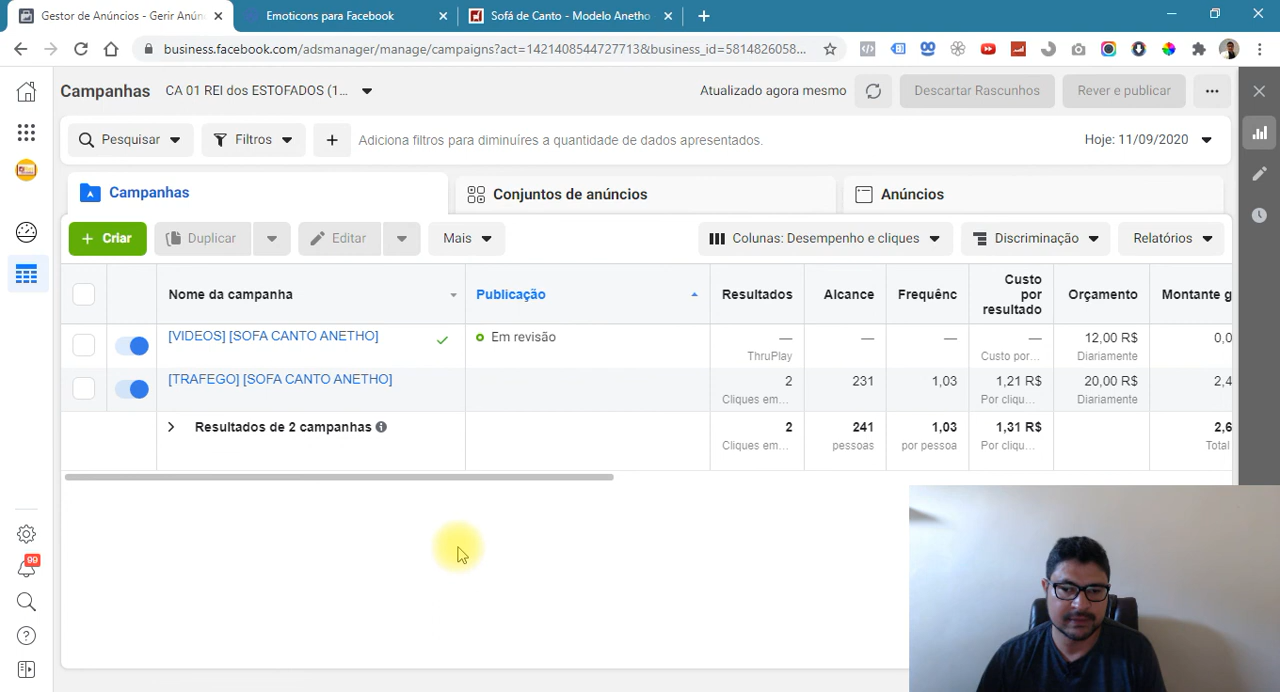 Gestor de Anúncios - Gerir Anún
Emoticons para Facebook
Sofá de Canto - Modelo Anetho
business.facebook.com/adsmanager/manage/campaigns?act=1421408544727713&business_id=5814826058...
Campanhas
CA 01 REI dos ESTOFADOS (1...
Atualizado agora mesmo
Descartar Rascunhos
Rever e publicar
Pesquisar
Filtros
Adiciona filtros para diminuíres a quantidade de dados apresentados.
Hoje: 11/09/2020
Campanhas
Conjuntos de anúncios
Anúncios
+ Criar
Duplicar
Editar
Mais
Colunas: Desempenho e cliques
Discriminação
Relatórios
Nome da campanha
Publicação
Resultados
Alcance
Frequênc
Custo por resultado
Orçamento
Montante g
[VIDEOS] [SOFA CANTO ANETHO]
Em revisão
—
—
—
—
12,00 R$
0,0
ThruPlay
Custo por...
Diariamente
[TRAFEGO] [SOFA CANTO ANETHO]
2
231
1,03
1,21 R$
20,00 R$
2,4
Cliques em...
Por cliqu...
Diariamente
Resultados de 2 campanhas
2
241
1,03
1,31 R$
2,6
Cliques em...
pessoas
por pessoa
Por cliqu...
Total
99